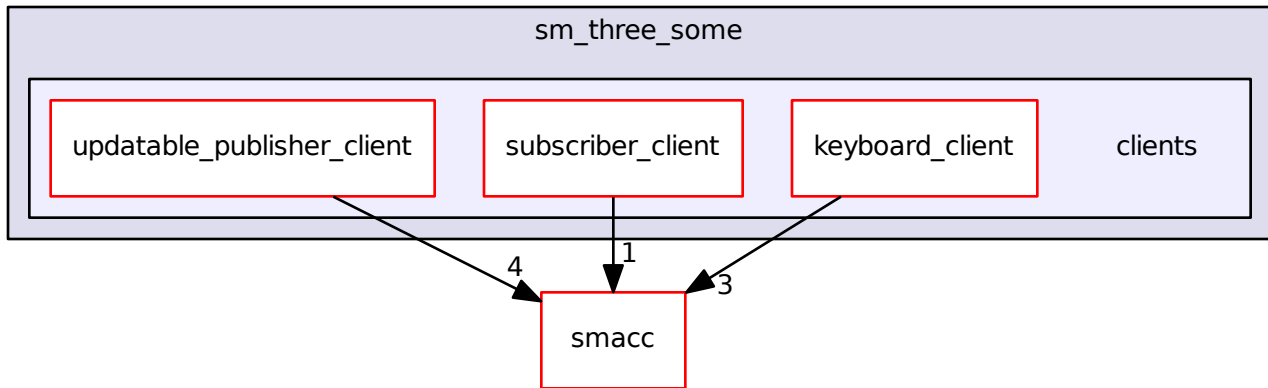 sm_three_some
updatable_publisher_client
subscriber_client
keyboard_client
clients
4
1
3
smacc